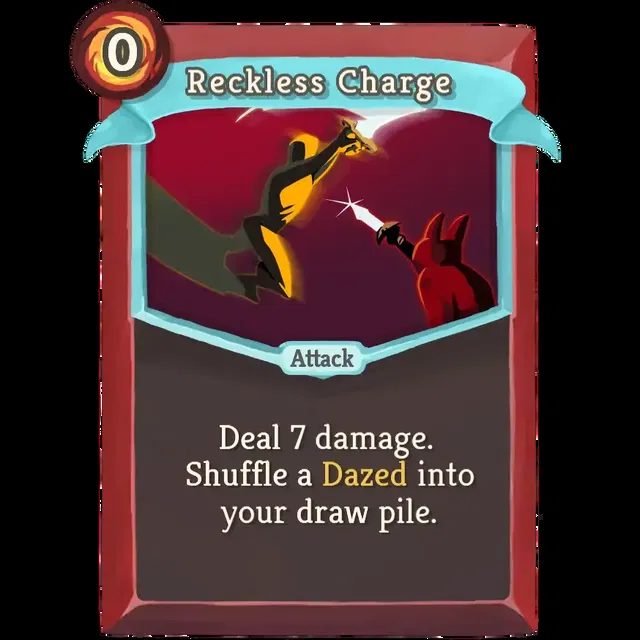 0
Reckless Charge
Attack
Deal 7 damage.
Shuffle a Dazed into
your draw pile.